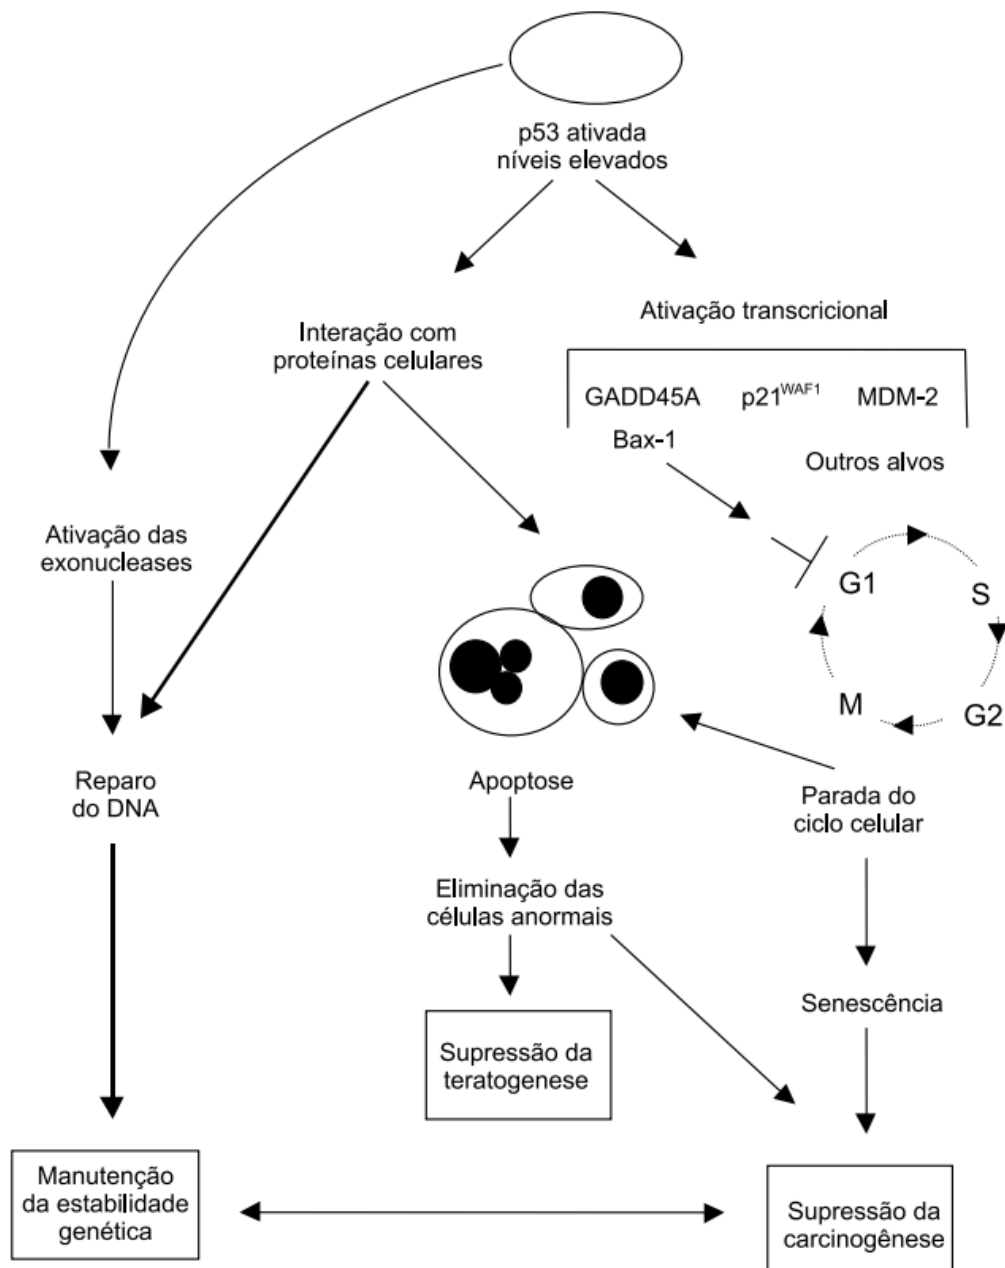 p53 ativada
níveis elevados
Ativação transcricional
Interação com
proteínas celulares
GADD45A p21WAF1 MDM-2
Bax-1
Outros alvos
Ativação das
exonucleases
G1
S
M
G2
Reparo
do DNA
Apoptose
Parada do
ciclo celular
Eliminação das
células anormais
Senescência
Supressão da
teratogenese
Manutenção
da estabilidade
genética
Supressão da
carcinogênese